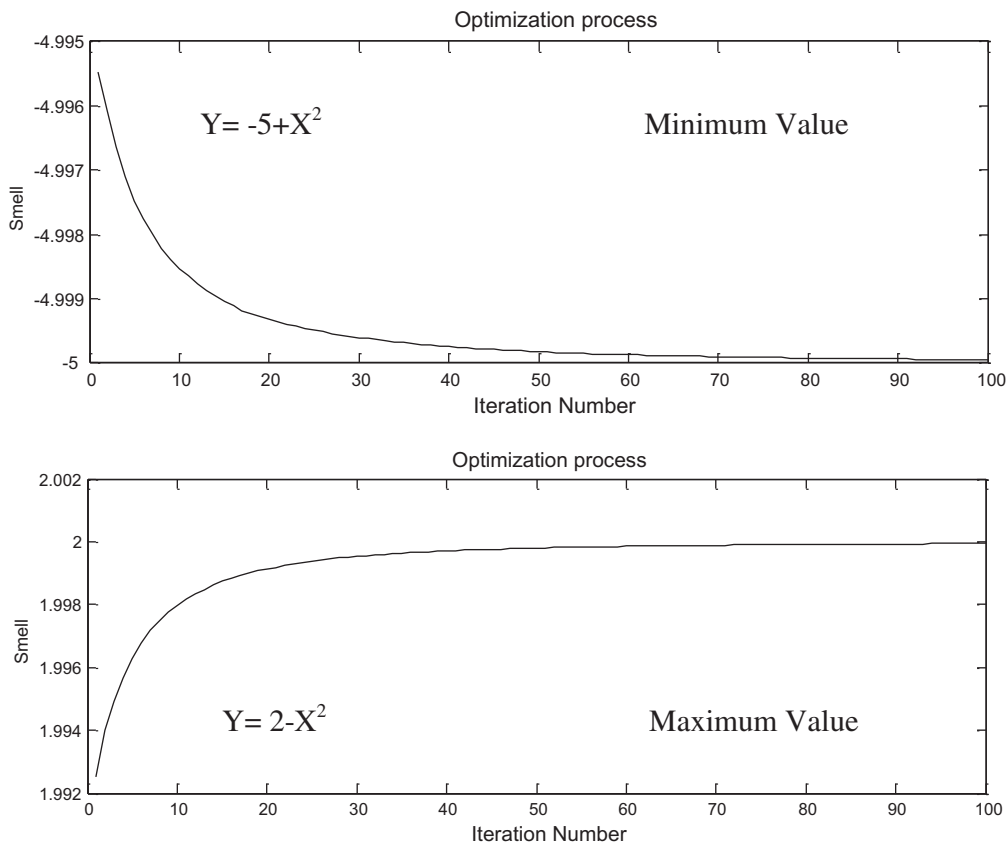 Optimization process
-4.995
-4.996
-4.997
-4.998
-4.999
-5
Smell
Y= -5+X²
Minimum Value
0 10 20 30 40 50 60 70 80 90 100
Iteration Number
Optimization process
2.002
2
1.998
1.996
1.994
1.992
Smell
Y= 2-X²
Maximum Value
0 10 20 30 40 50 60 70 80 90 100
Iteration Number